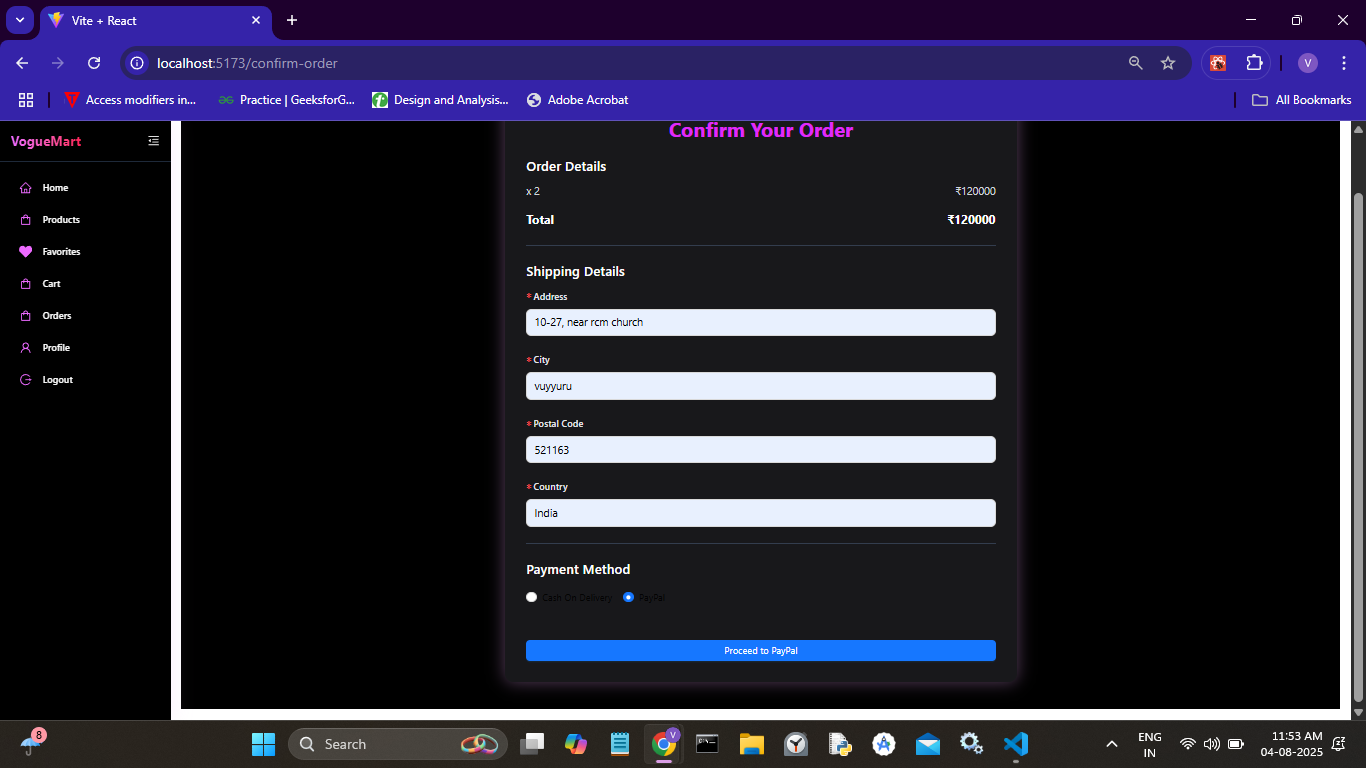 Vite + React
localhost:5173/confirm-order
V
Access modifiers in...
Practice | GeeksforG...
Design and Analysis...
Adobe Acrobat
All Bookmarks
VogueMart
Home
Products
Favorites
Cart
Orders
Profile
Logout
Confirm Your Order
Order Details
x 2 ₹120000
Total ₹120000
Shipping Details
* Address
10-27, near rcm church
* City
vuyyuru
* Postal Code
521163
* Country
India
Payment Method
Cash On Delivery PayPal
Proceed to PayPal
8
Search
V
ENG
IN
11:53 AM
04-08-2025